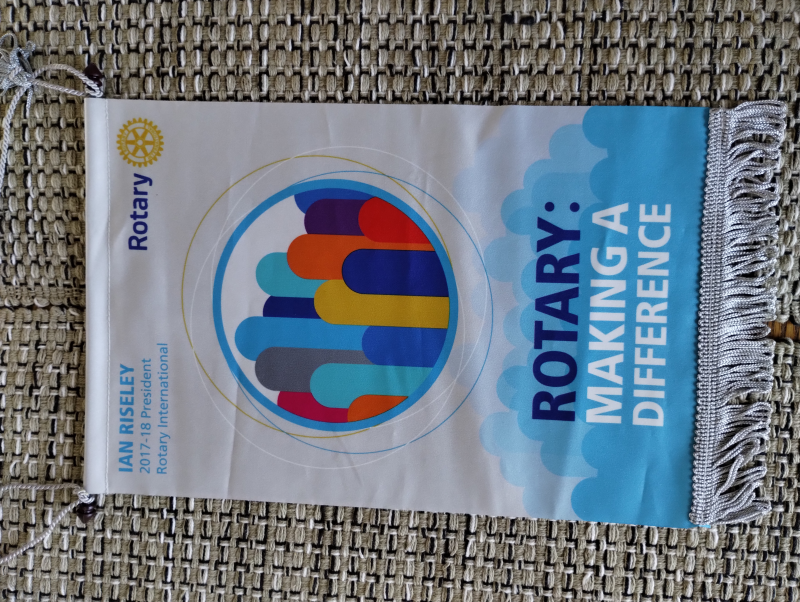 IAN RISELEY
2017-18 President
Rotary International
Rotary
ROTARY:
MAKING A
DIFFERENCE